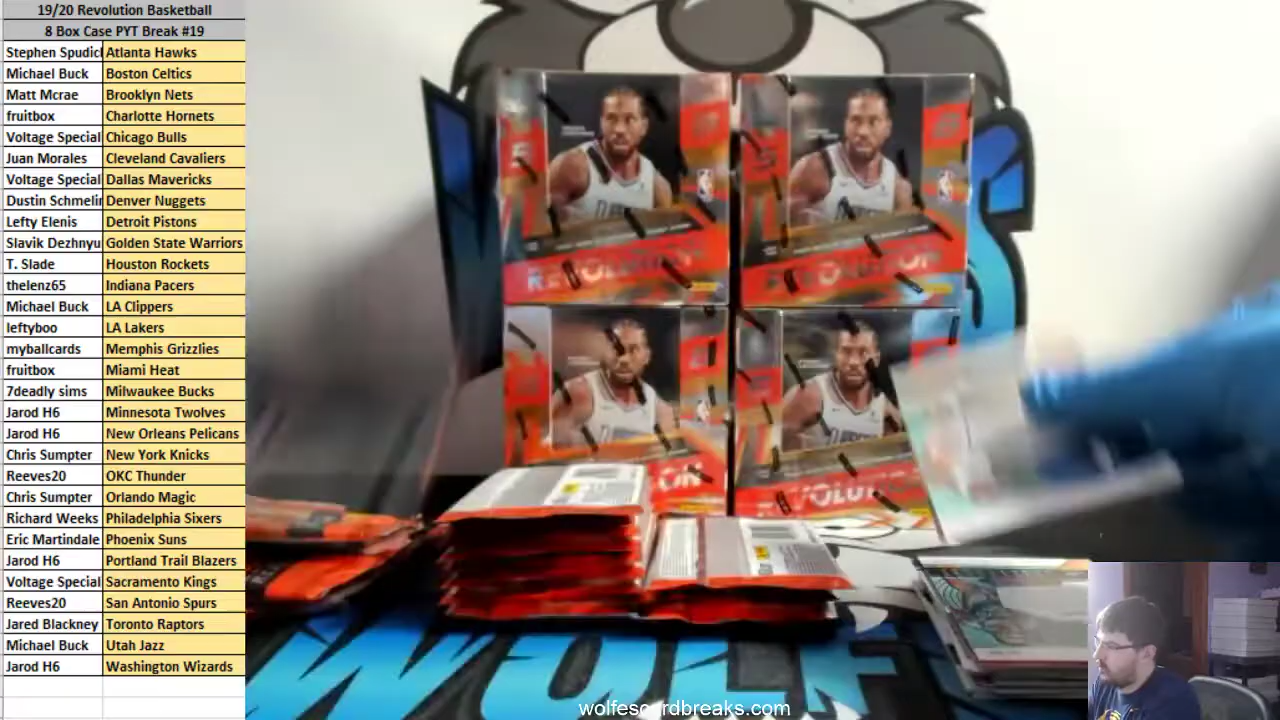 19/20 Revolution Basketball
8 Box Case PYT Break #19
Stephen Spudich Atlanta Hawks
Michael Buck Boston Celtics
Matt Mcrae Brooklyn Nets
fruitbox Charlotte Hornets
Voltage Special Chicago Bulls
Juan Morales Cleveland Cavaliers
Voltage Special Dallas Mavericks
Dustin Schmelin Denver Nuggets
Lefty Elenis Detroit Pistons
Slavik Dezhnyu Golden State Warriors
T. Slade Houston Rockets
thelenz65 Indiana Pacers
Michael Buck LA Clippers
leftyboo LA Lakers
myballcards Memphis Grizzlies
fruitbox Miami Heat
7deadly sims Milwaukee Bucks
Jarod H6 Minnesota Twolves
Jarod H6 New Orleans Pelicans
Chris Sumpter New York Knicks
Reeves20 OKC Thunder
Chris Sumpter Orlando Magic
Richard Weeks Philadelphia Sixers
Eric Martindale Phoenix Suns
Jarod H6 Portland Trail Blazers
Voltage Special Sacramento Kings
Reeves20 San Antonio Spurs
Jared Blackney Toronto Raptors
Michael Buck Utah Jazz
Jarod H6 Washington Wizards
REVOLUTION
REVOLUTION
WOLF
wolfescardbreaks.com